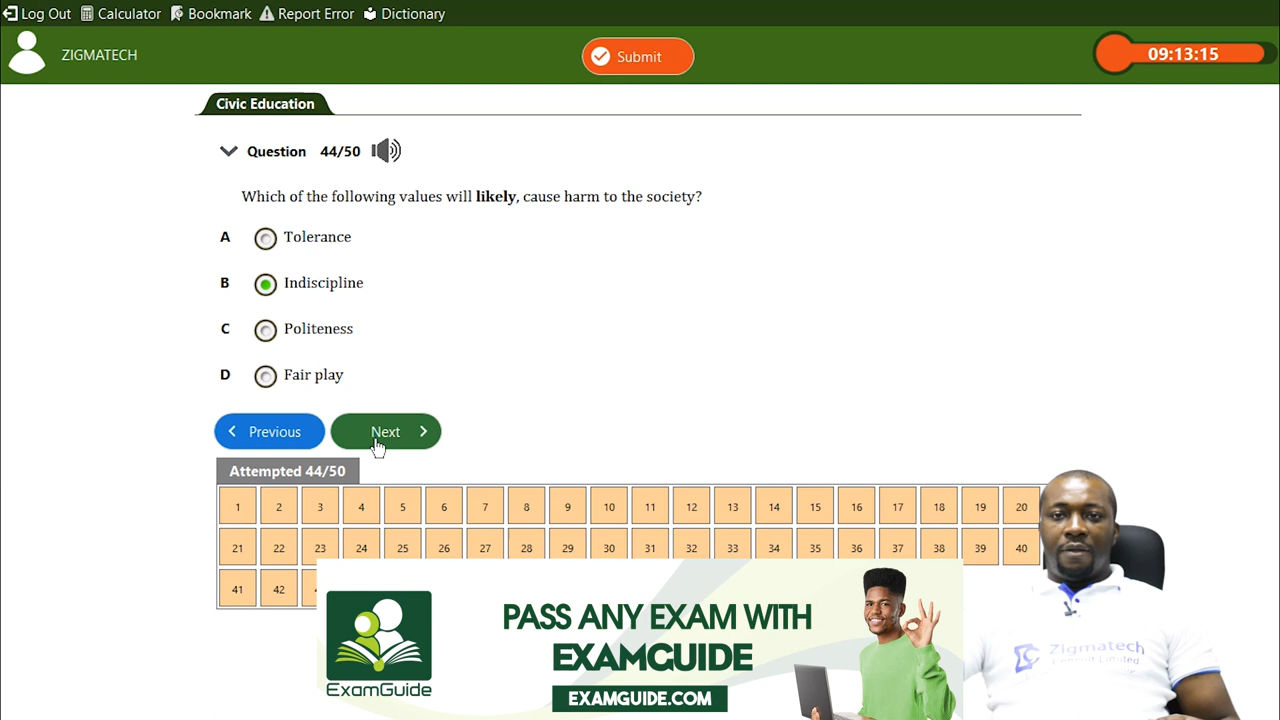 Log Out Calculator Bookmark Report Error Dictionary
ZIGMATECH
Submit
09:13:15
Civic Education
Question 44/50
Which of the following values will likely, cause harm to the society?
A Tolerance
B Indiscipline
C Politeness
D Fair play
Previous
Next
Attempted 44/50
1 2 3 4 5 6 7 8 9 10 11 12 13 14 15 16 17 18 19 20
21 22 23 24 25 26 27 28 29 30 31 32 33 34 35 36 37 38 39 40
41 42
ExamGuide
PASS ANY EXAM WITH
EXAMGUIDE
EXAMGUIDE.COM
Zigmatech
Consult Limited